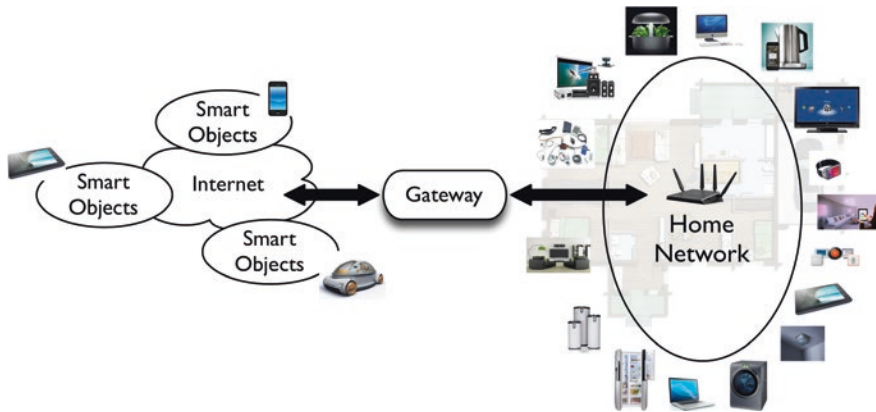 Smart
Objects
Smart
Objects
Internet
Smart
Objects
Gateway
Home
Network